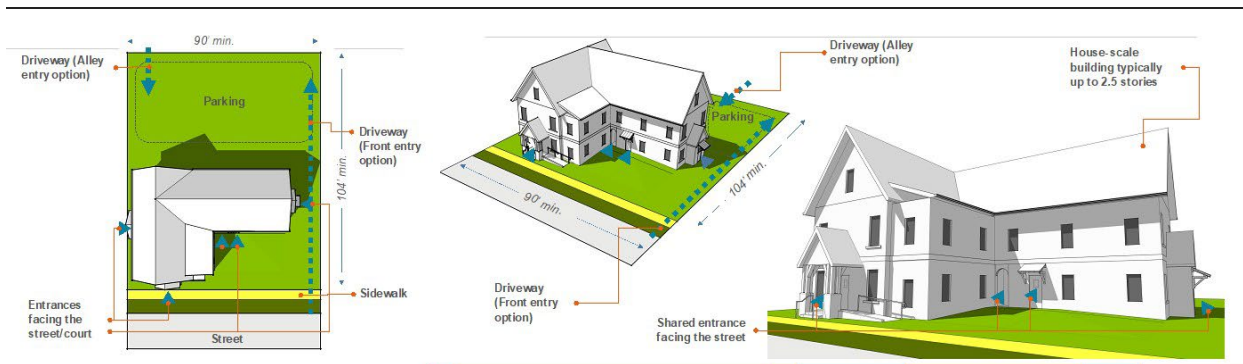 90' min.
Driveway (Alley
entry option)
Parking
Driveway
(Front entry
option)
104' min.
Entrances
facing the
street/court
Sidewalk
Street
Driveway (Alley
entry option)
Parking
104' min.
90' min.
Driveway
(Front entry
option)
House- scale
building typically
up to 2.5 stories
Shared entrance
facing the street